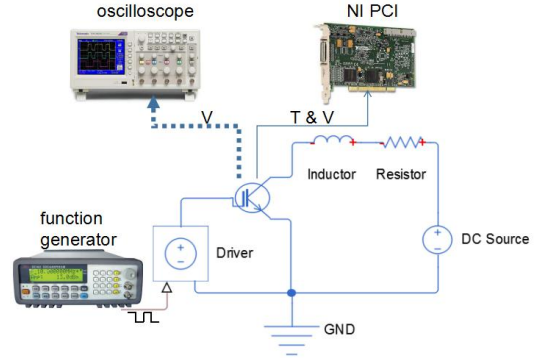 oscilloscope
NI PCI
V
T & V
Inductor
Resistor
function
generator
Driver
DC Source
GND